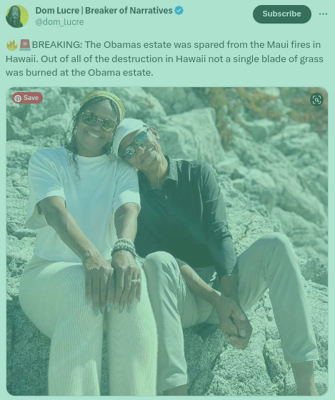 Dom Lucre | Breaker of Narratives
@dom_lucre
Subscribe
🔥🚨BREAKING: The Obamas estate was spared from the Maui fires in
Hawaii. Out of all of the destruction in Hawaii not a single blade of grass
was burned at the Obama estate.
Save